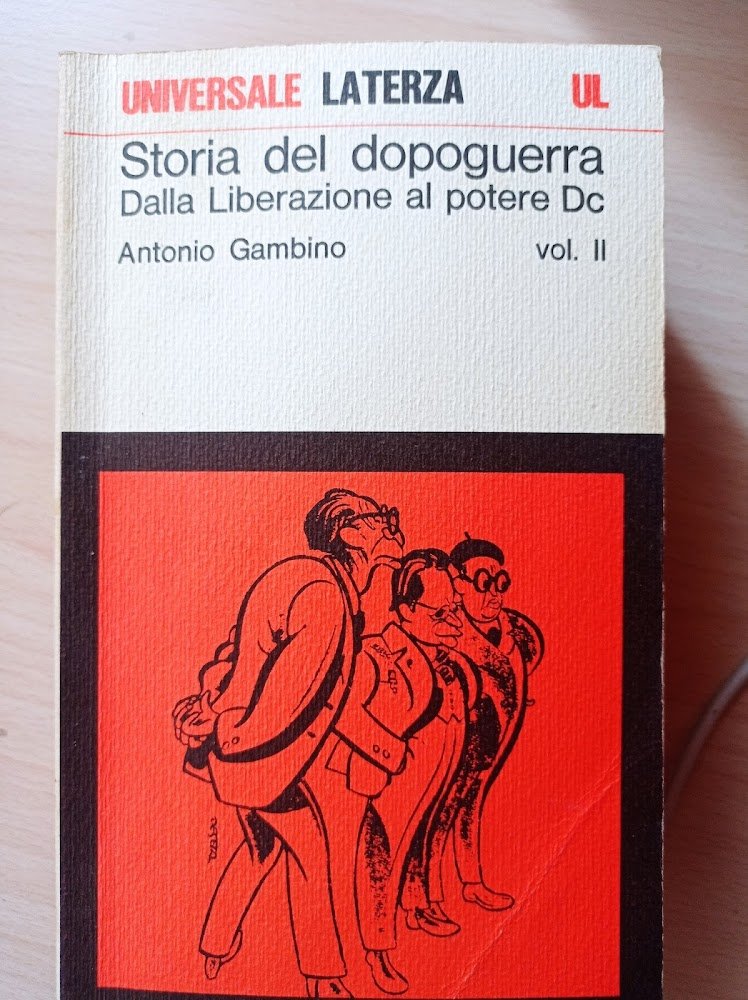 UNIVERSALE LATERZA UL
Storia del dopoguerra
Dalla Liberazione al potere Dc
Antonio Gambino vol. II